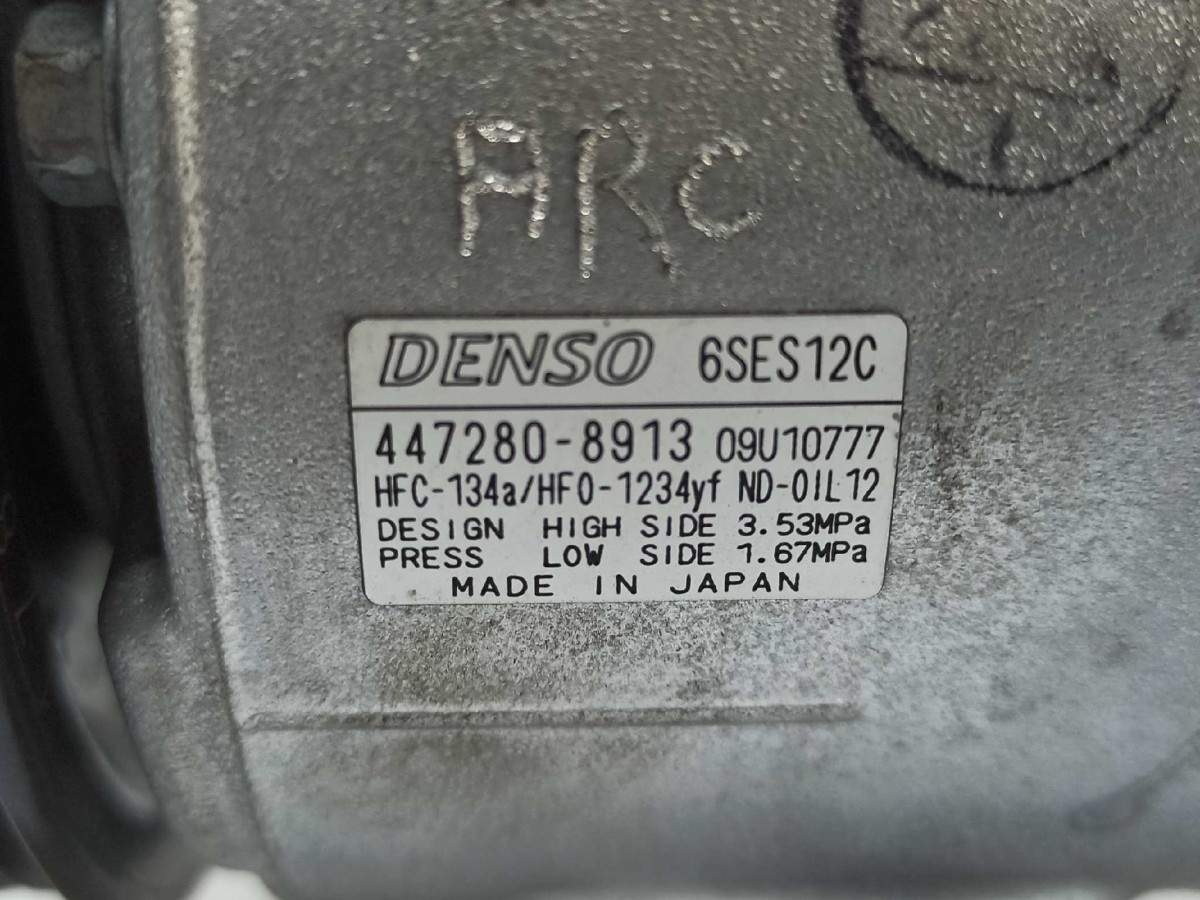 ARC
DENSO 6SES12C
447280-8913 09U10777
HFC-134a/HFO-1234yf ND-OIL12
DESIGN HIGH SIDE 3.53MPa
PRESS LOW SIDE 1.67MPa
MADE IN JAPAN